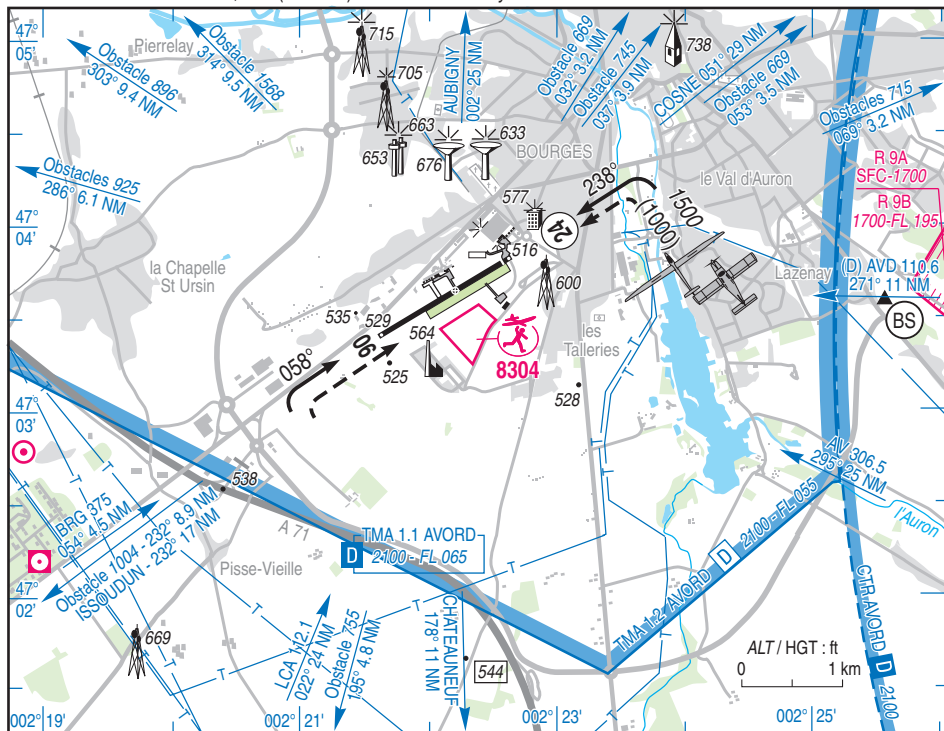 47°
05'
Pierrelay
715
Obstacle 896
303° 9.4 NM
Obstacle 1568
314° 9.5 NM
705
AUBIGNY
002° 25 NM
Obstacle 669
032° 3.2 NM
Obstacle 745
037° 3.9 NM
738
COSNE 051° 29 NM
Obstacle 669
053° 3.5 NM
Obstacles 715
069° 3.2 NM
663
653
676
633
BOURGES
Obstacles 925
286° 6.1 NM
R 9A
SFC-1700
R 9B
1700-FL 195
le Val d'Auron
238°
1500
(1000)
577
24
516
47°
04'
la Chapelle
St Ursin
600
Lazenay
(D) AVD 110.6
271° 11 NM
BS
535
529
564
06
525
8304
les
Talleries
528
058°
47°
03'
538
AV 306.5
295° 25 NM
l'Auron
BRG 375
054° 4.5 NM
Obstacle 1004 - 232° 8.9 NM
ISSOUDUN - 232° 17 NM
A 71
TMA 1.1 AVORD
D
2100 - FL 065
Pisse-Vieille
TMA 1.2 AVORD D 2100 - FL 055
CTR AVORD D 2100
47°
02'
669
LCA 112.1
022° 24 NM
Obstacle 755
195° 4.8 NM
CHATEAUNEUF
178° 11 NM
544
ALT / HGT : ft
0 1 km
002° 19'
002° 21'
002° 23'
002° 25'
T
T
T
T
T
T
T
T
T
T
T
T
T
T